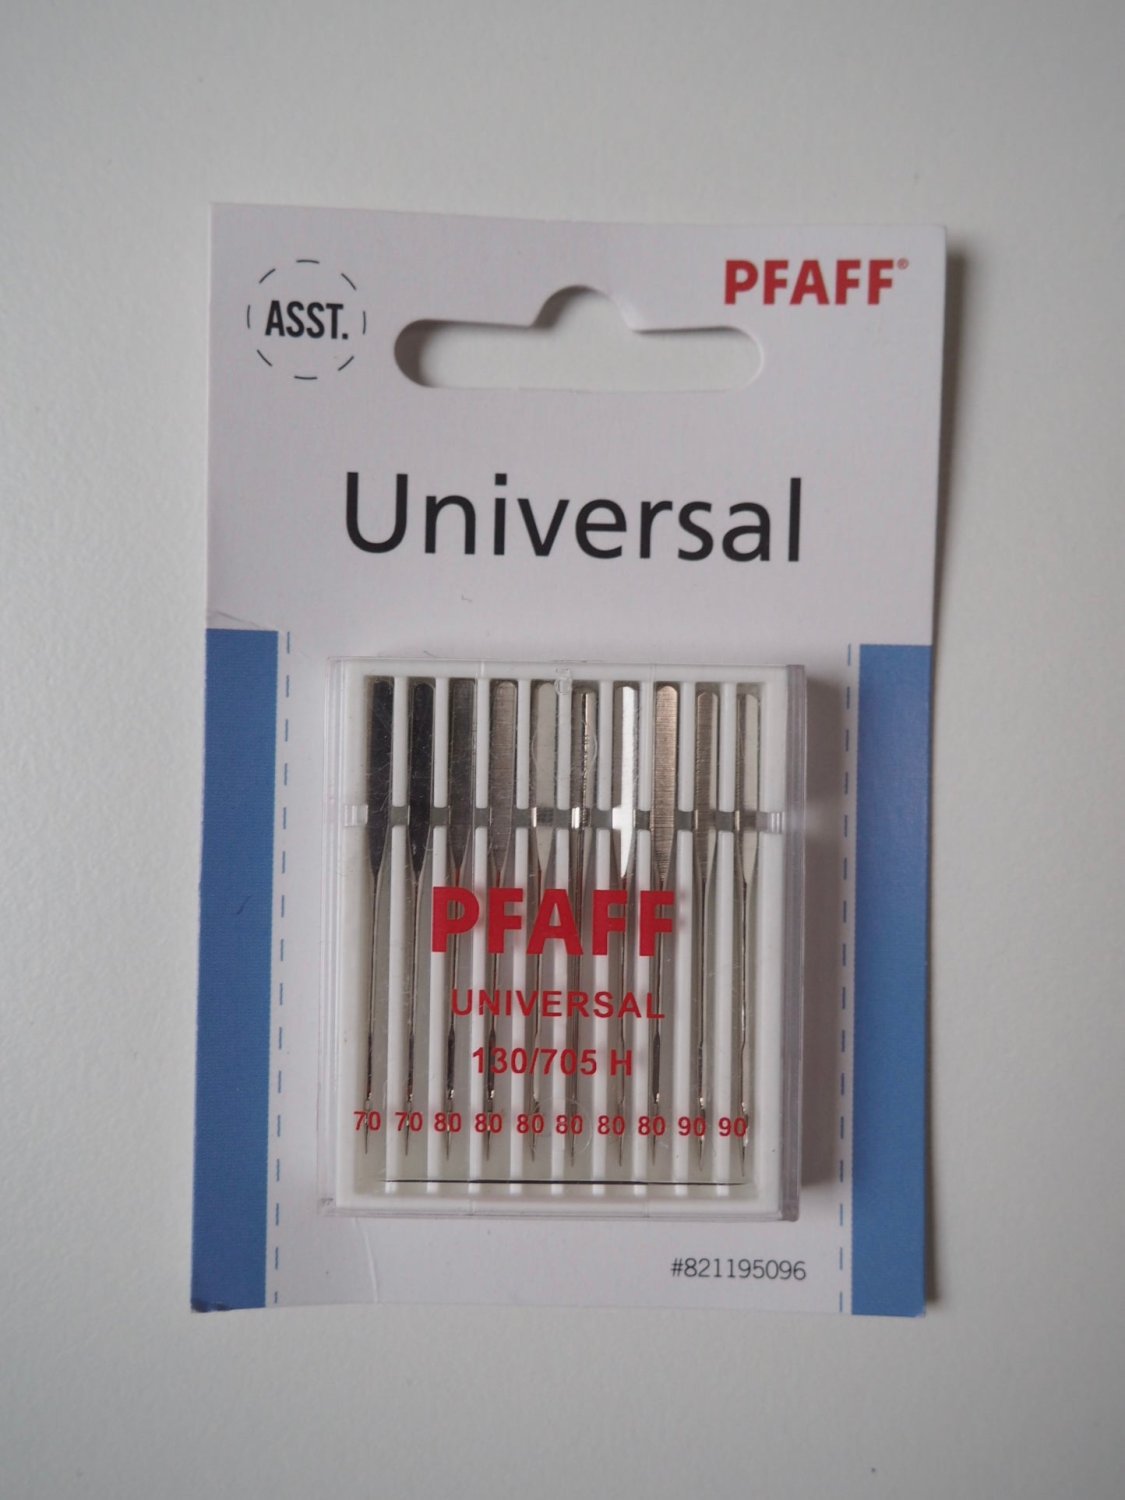 ASST.
PFAFF®
Universal
PFAFF
UNIVERSAL
130/705 H
70 70 80 80 80 80 80 80 90 90
#821195096